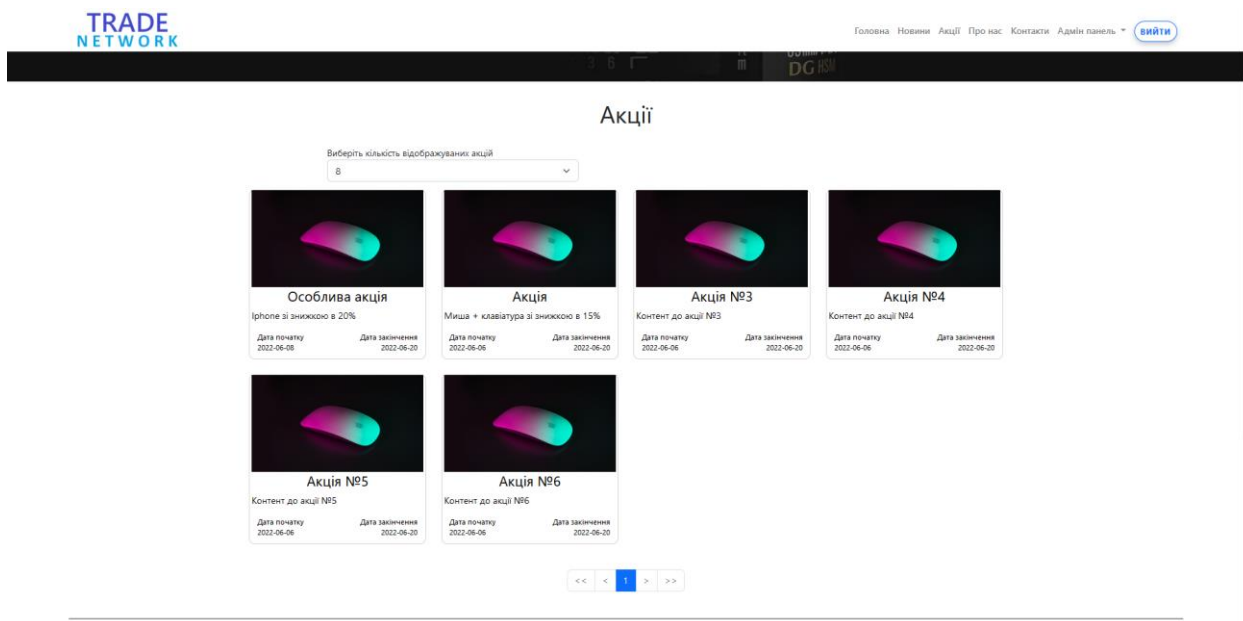 TRADE
NETWORK
Головна Новини Акції Про нас Контакти Адмін панель ВИЙТИ
3 6
m DG HSM
Акції
Виберіть кількість відображуваних акцій
8
Особлива акція Акція Акція №3 Акція №4
Iphone зі знижкою в 20% Миша + клавіатура зі знижкою в 15% Контент до акції №3 Контент до акції №4
Дата початку Дата закінчення Дата початку Дата закінчення Дата початку Дата закінчення Дата початку Дата закінчення
2022-06-08 2022-06-20 2022-06-06 2022-06-20 2022-06-06 2022-06-20 2022-06-06 2022-06-20
Акція №5 Акція №6
Контент до акції №5 Контент до акції №6
Дата початку Дата закінчення Дата початку Дата закінчення
2022-06-06 2022-06-20 2022-06-06 2022-06-20
<< < 1 > >>